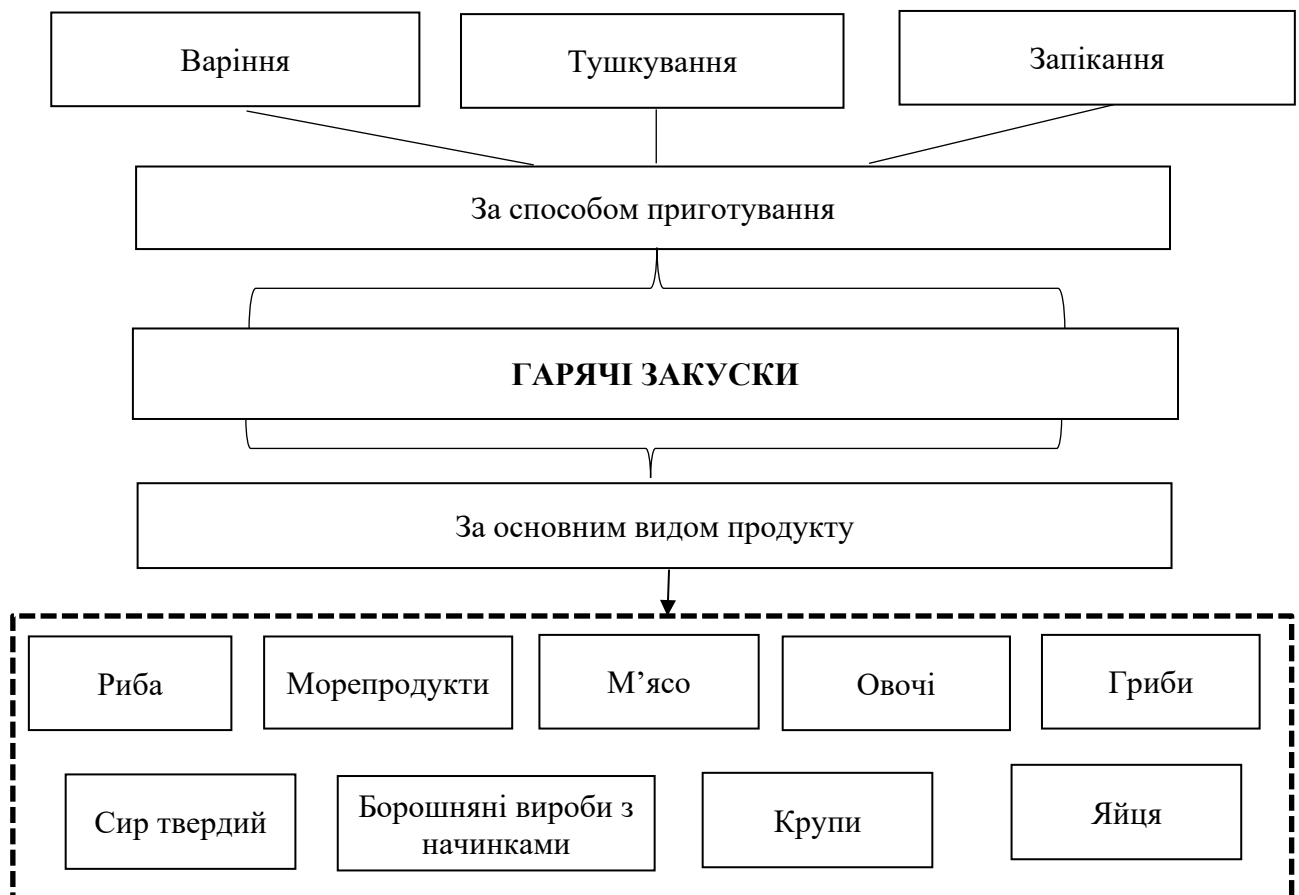 Варіння
Тушкування
Запікання
За способом приготування
ГАРЯЧІ ЗАКУСКИ
За основним видом продукту
Риба
Морепродукти
М’ясо
Овочі
Гриби
Сир твердий
Борошняні вироби з
начинками
Крупи
Яйця